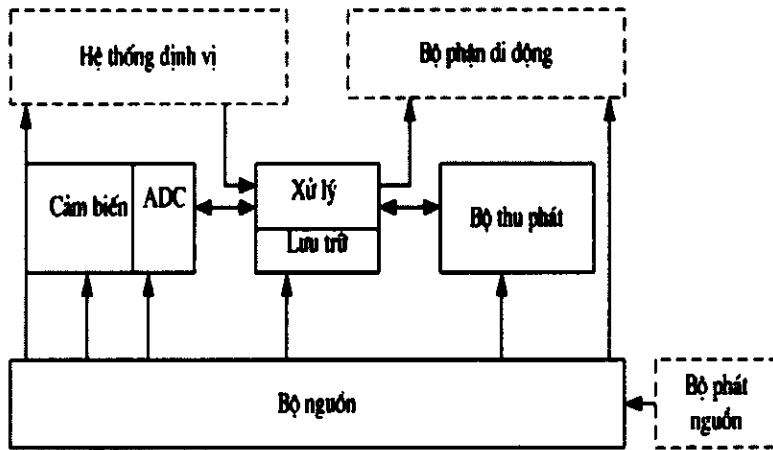 Hệ thống định vị
Bộ phận di động
Cảm biến
ADC
Xử lý
Lưu trữ
Bộ thu phát
Bộ nguồn
Bộ phát
nguồn